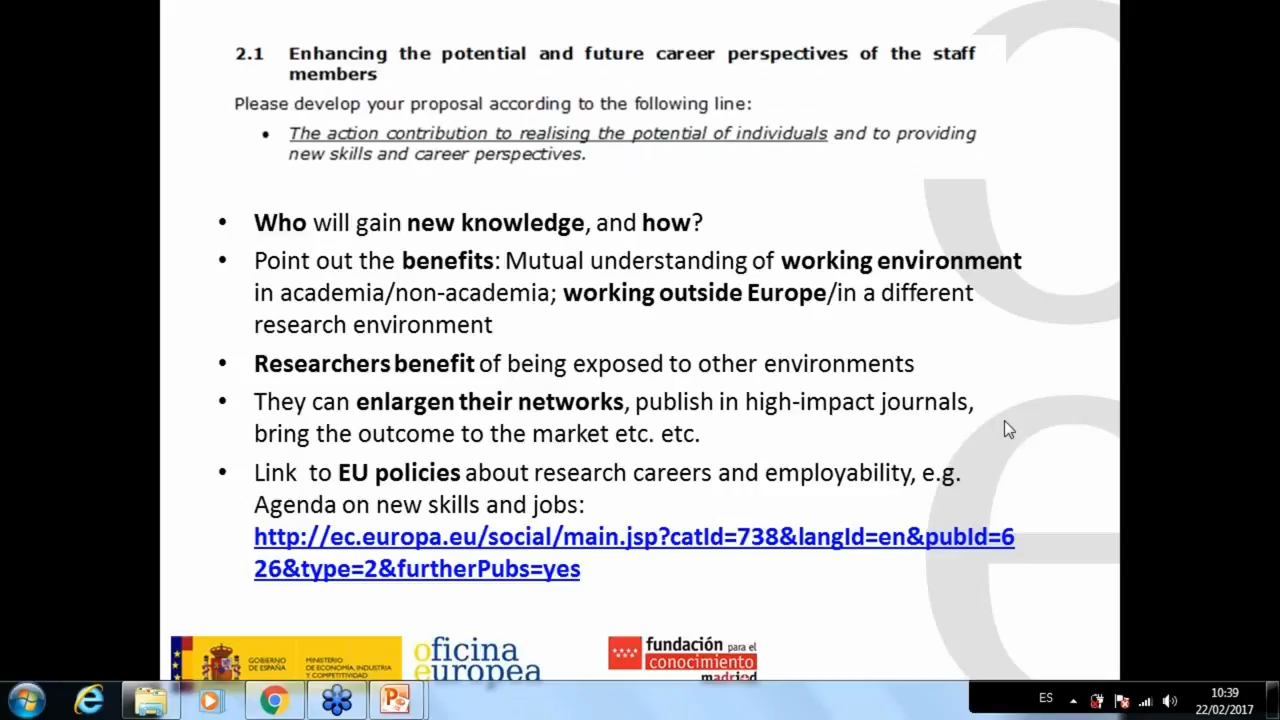 2.1 Enhancing the potential and future career perspectives of the staff
members
Please develop your proposal according to the following line:
• The action contribution to realising the potential of individuals and to providing
new skills and career perspectives.
• Who will gain new knowledge, and how?
• Point out the benefits: Mutual understanding of working environment
in academia/non-academia; working outside Europe/in a different
research environment
• Researchers benefit of being exposed to other environments
• They can enlargen their networks, publish in high-impact journals,
bring the outcome to the market etc. etc.
• Link to EU policies about research careers and employability, e.g.
Agenda on new skills and jobs:
http://ec.europa.eu/social/main.jsp?catId=738&langId=en&pubId=6
26&type=2&furtherPubs=yes
GOBIERNO
DE ESPAÑA
MINISTERIO
DE ECONOMÍA, INDUSTRIA
Y COMPETITIVIDAD
oficina
europea
fundación para el
conocimiento
madrid
ES
10:39
22/02/2017